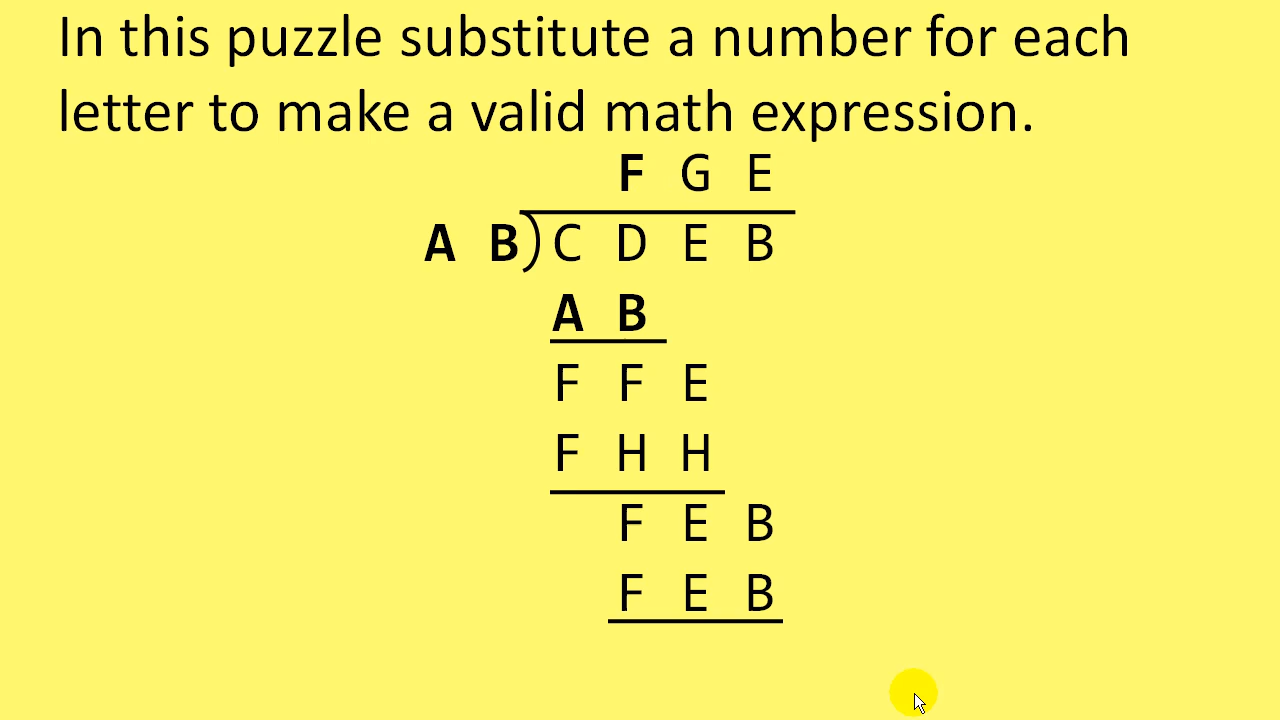 In this puzzle substitute a number for each
letter to make a valid math expression.
F G E
A B)C D E B
A B
F F E
F H H
F E B
F E B